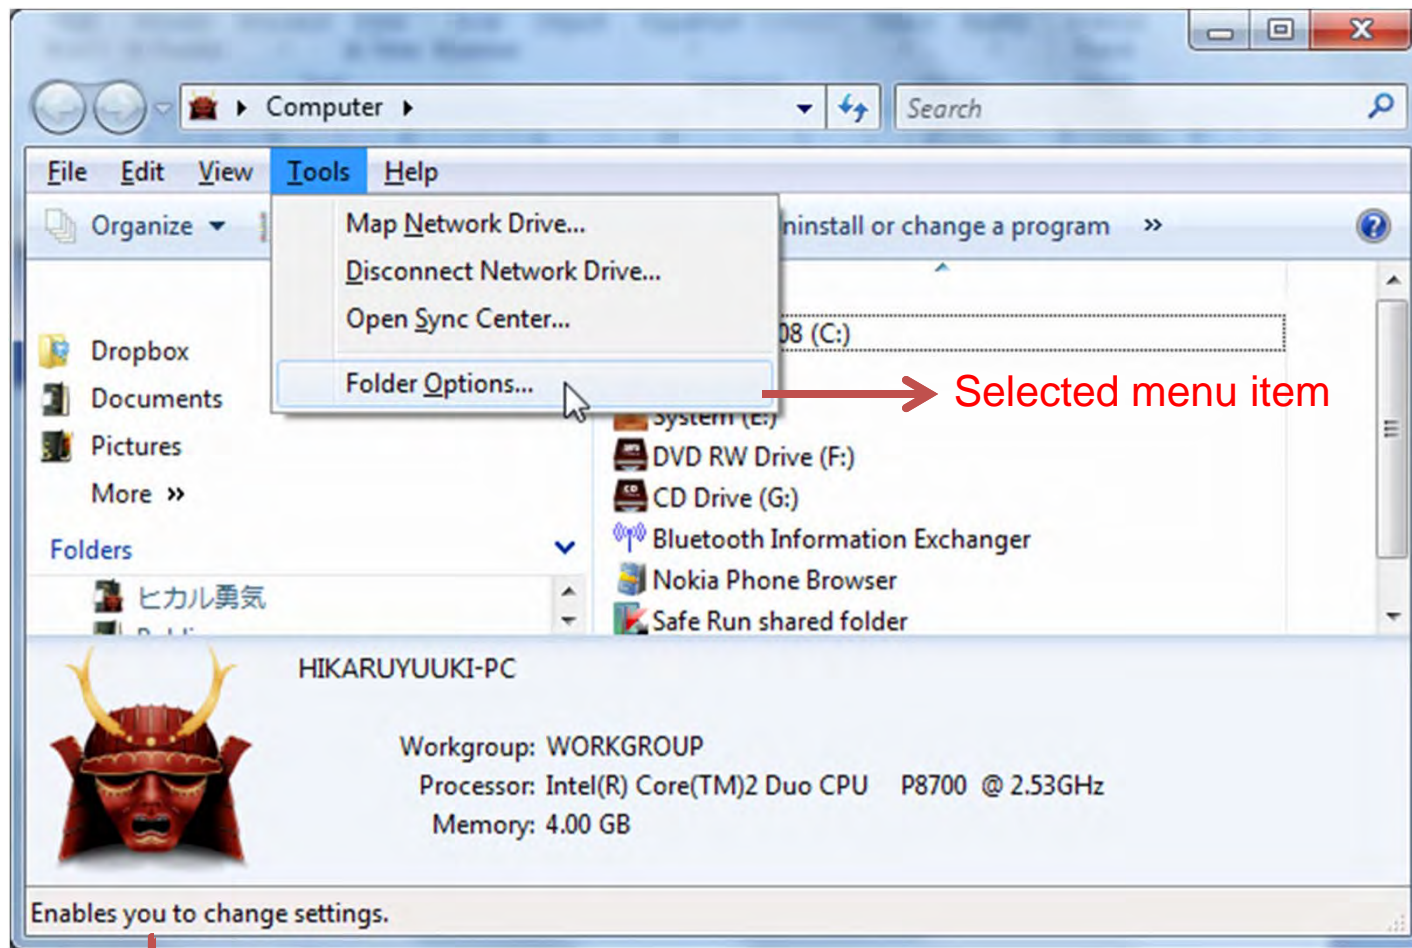 Computer
Search
File Edit View Tools Help
Organize
ninstall or change a program »
Map Network Drive...
Disconnect Network Drive...
Open Sync Center...
Folder Options...
08 (C:)
Selected menu item
Dropbox
Documents
Pictures
More »
Folders
ヒカル勇気
System (E:)
DVD RW Drive (F:)
CD Drive (G:)
Bluetooth Information Exchanger
Nokia Phone Browser
Safe Run shared folder
HIKARUYUUKI-PC
Workgroup: WORKGROUP
Processor: Intel(R) Core(TM)2 Duo CPU P8700 @ 2.53GHz
Memory: 4.00 GB
Enables you to change settings.